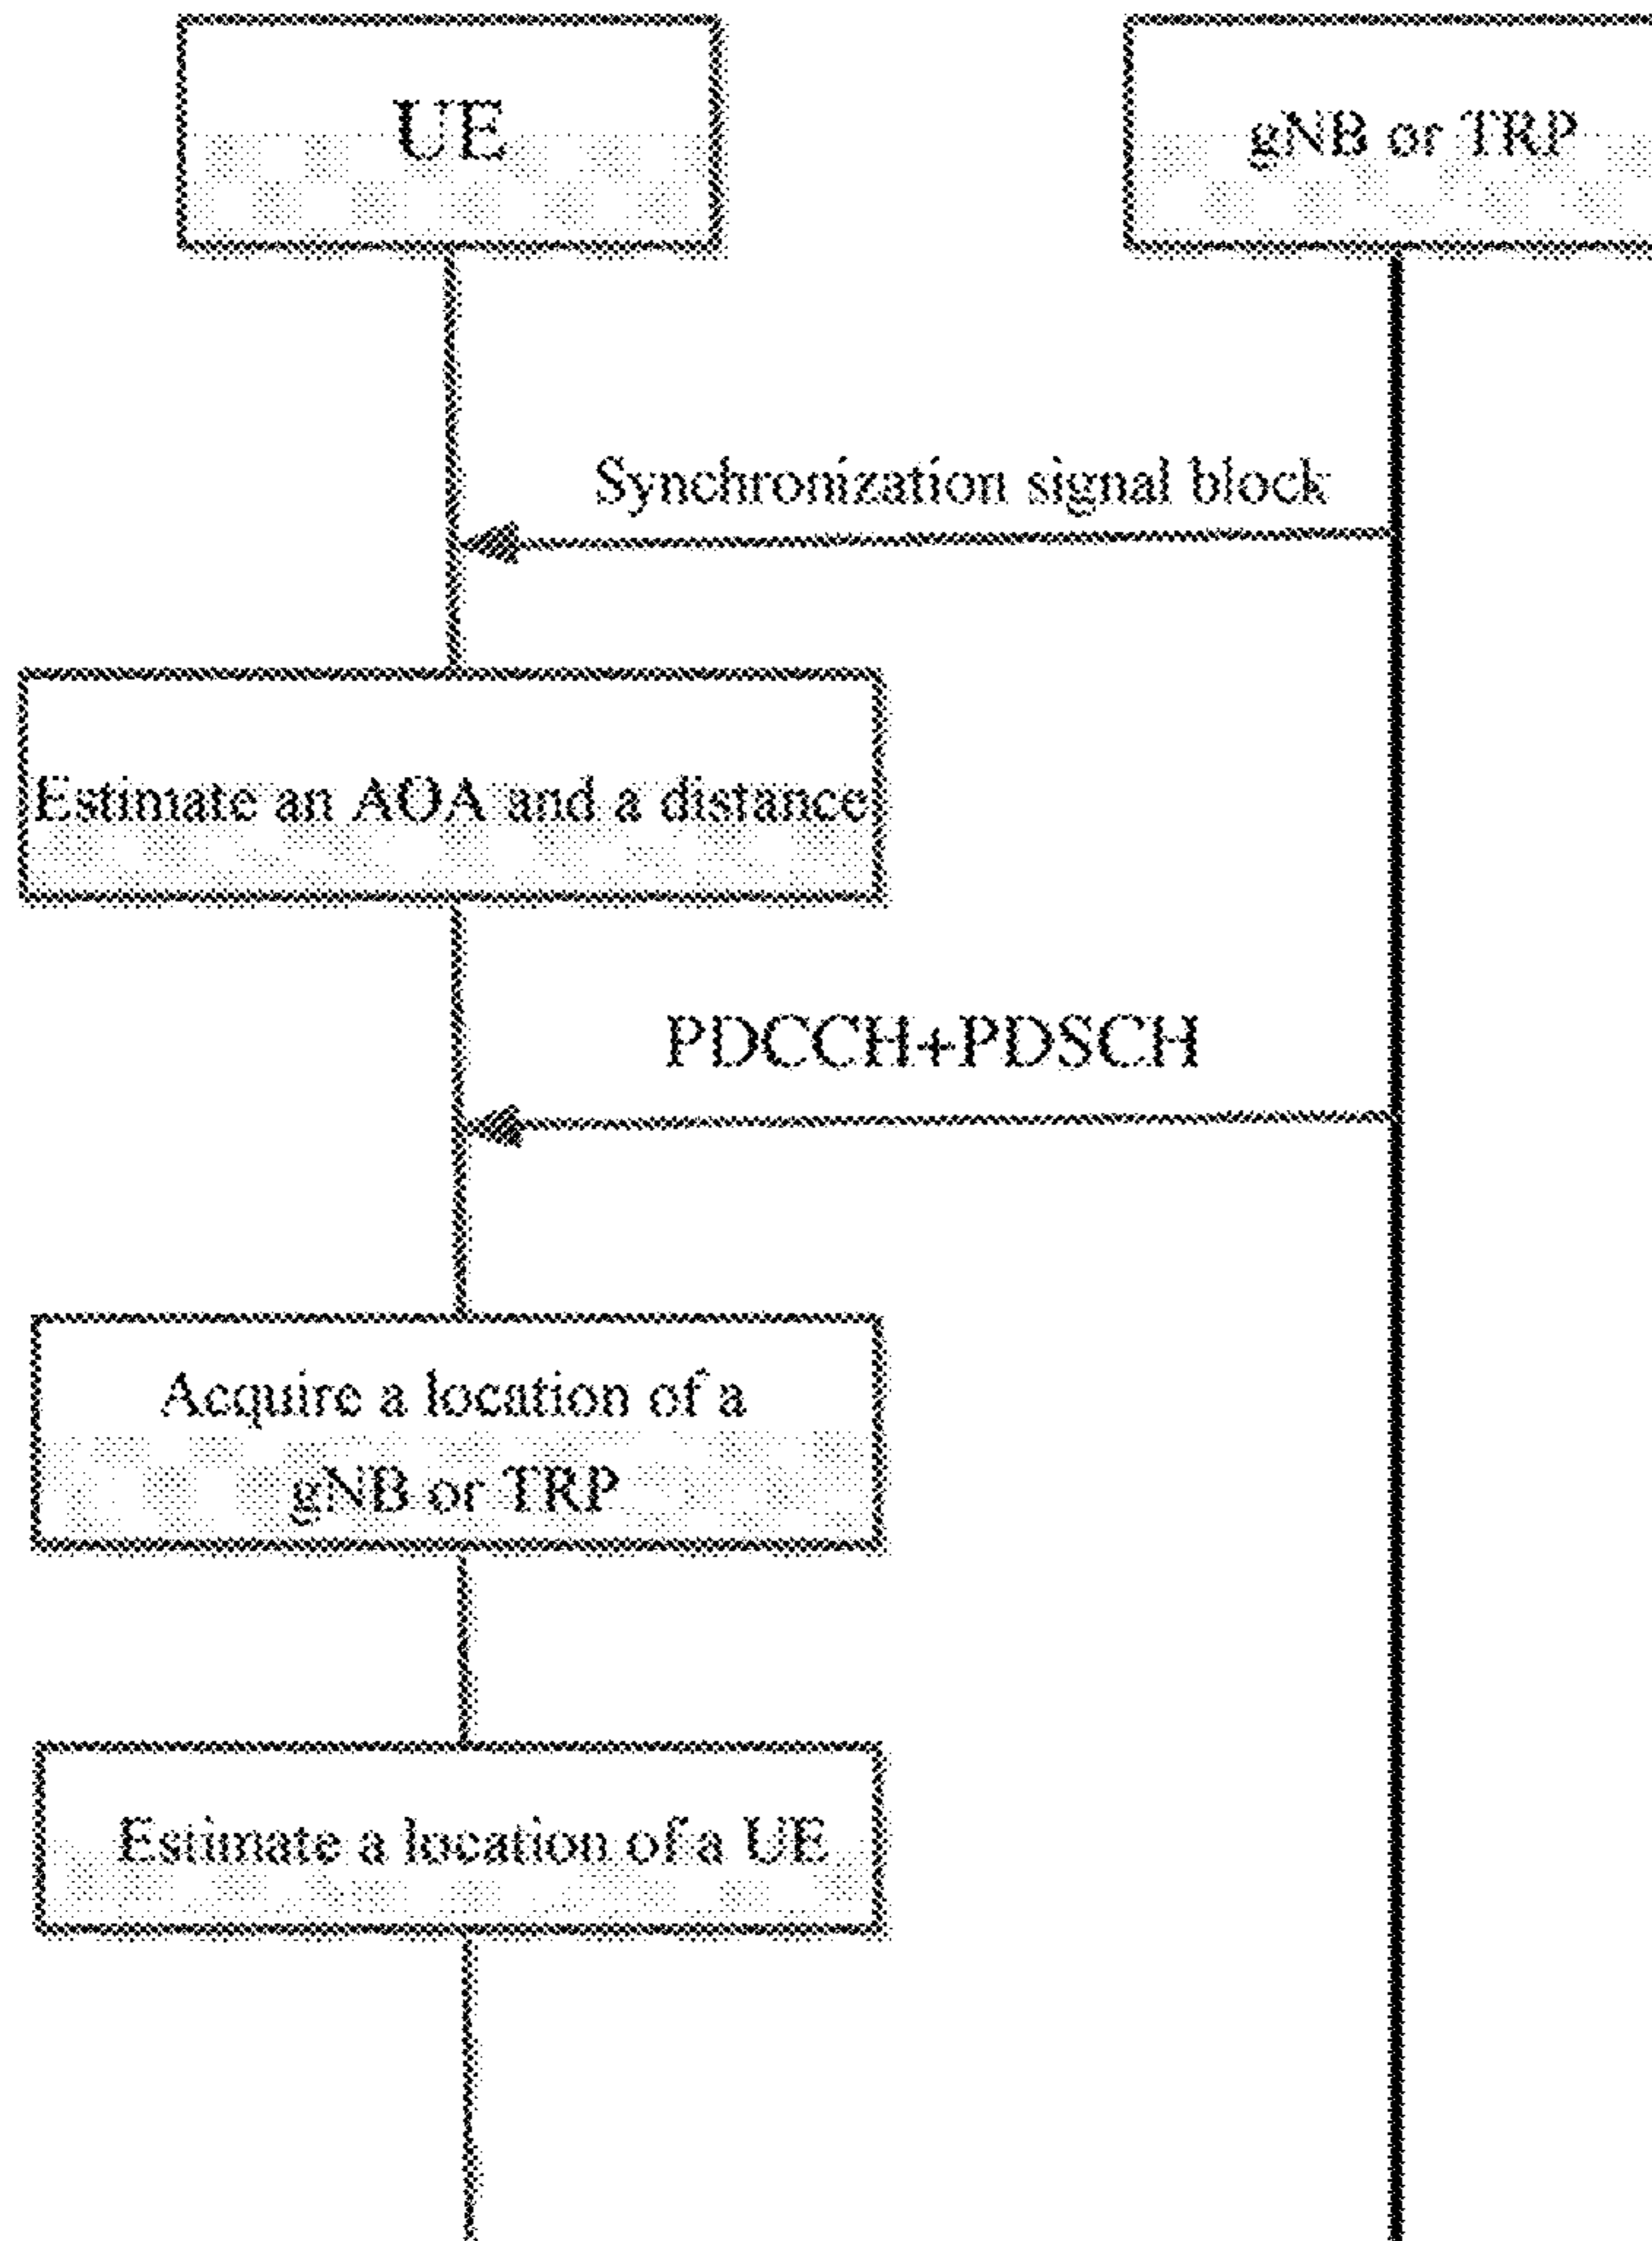 UE
gNB or TRP
Synchronization signal block
Estimate an AOA and a distance
PDCCH+PDSCH
Acquire a location of a
gNB or TRP
Estimate a location of a UE